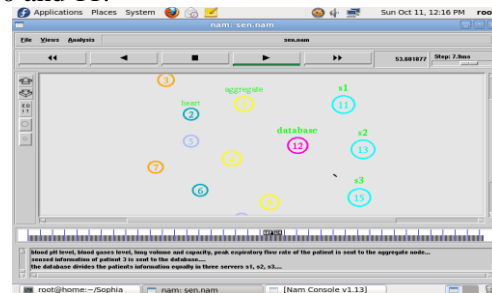 Applications Places System Sun Oct 11, 12:16 PM roo
nam: sen.nam
File Views Analysis sen.nam
53.601877 Step: 7.9ms
3
aggregate
s1
heart
2
1
11
database
s2
5
12
13
4
7
s3
6
15
blood pH level, blood gases level, long volume and capacity, peak expiratory flow rate of the patient is sent to the aggregate node...
sensed information of patient 3 is sent to the database....
the database divides the patients information equally in three servers s1, s2, s3....
root@home:~/Sophia nam: sen.nam [Nam Console v1.13]